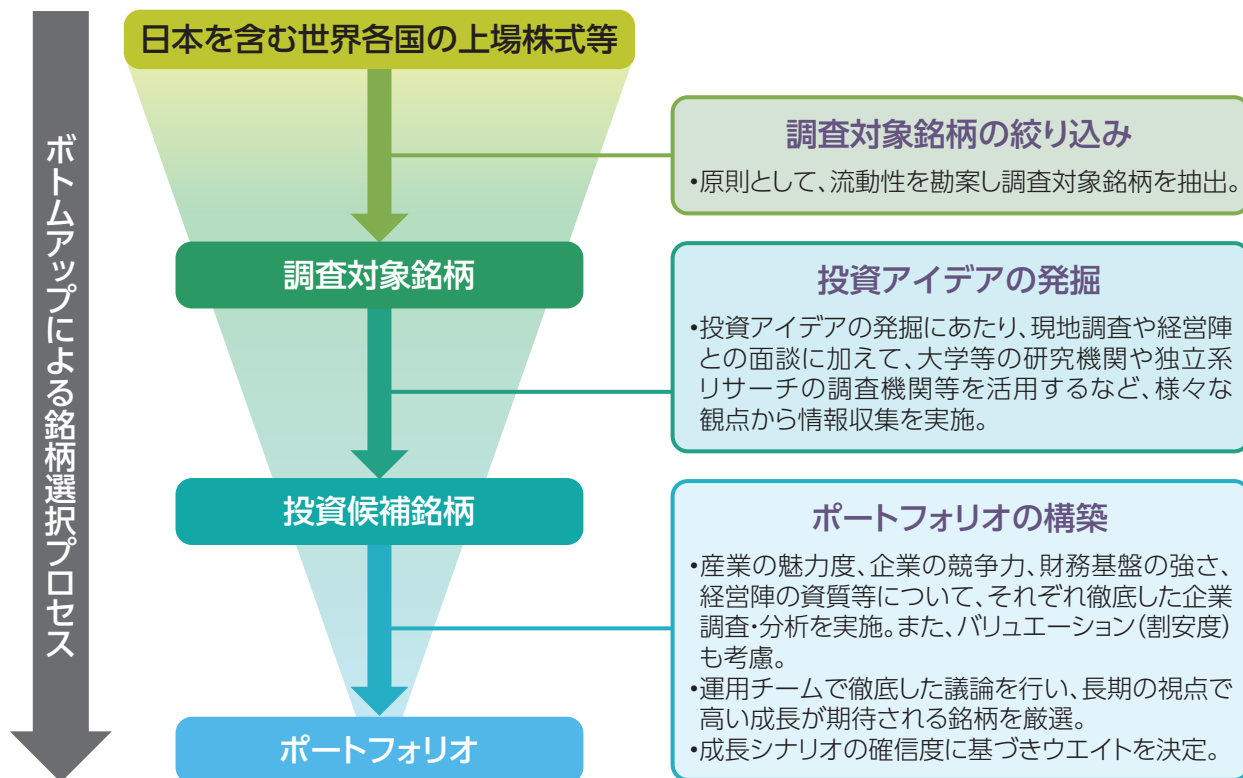 日本を含む世界各国の上場株式等
ボトムアップによる銘柄選択プロセス
調査対象銘柄の絞り込み
•原則として、流動性を勘案し調査対象銘柄を抽出。
調査対象銘柄
投資アイデアの発掘
•投資アイデアの発掘にあたり、現地調査や経営陣
との面談に加えて、大学等の研究機関や独立系
リサーチの調査機関等を活用するなど、様々な
観点から情報収集を実施。
投資候補銘柄
ポートフォリオの構築
•産業の魅力度、企業の競争力、財務基盤の強さ、
経営陣の資質等について、それぞれ徹底した企業
調査・分析を実施。また、バリュエーション(割安度)
も考慮。
•運用チームで徹底した議論を行い、長期の視点で
高い成長が期待される銘柄を厳選。
•成長シナリオの確信度に基づきウエイトを決定。
ポートフォリオ